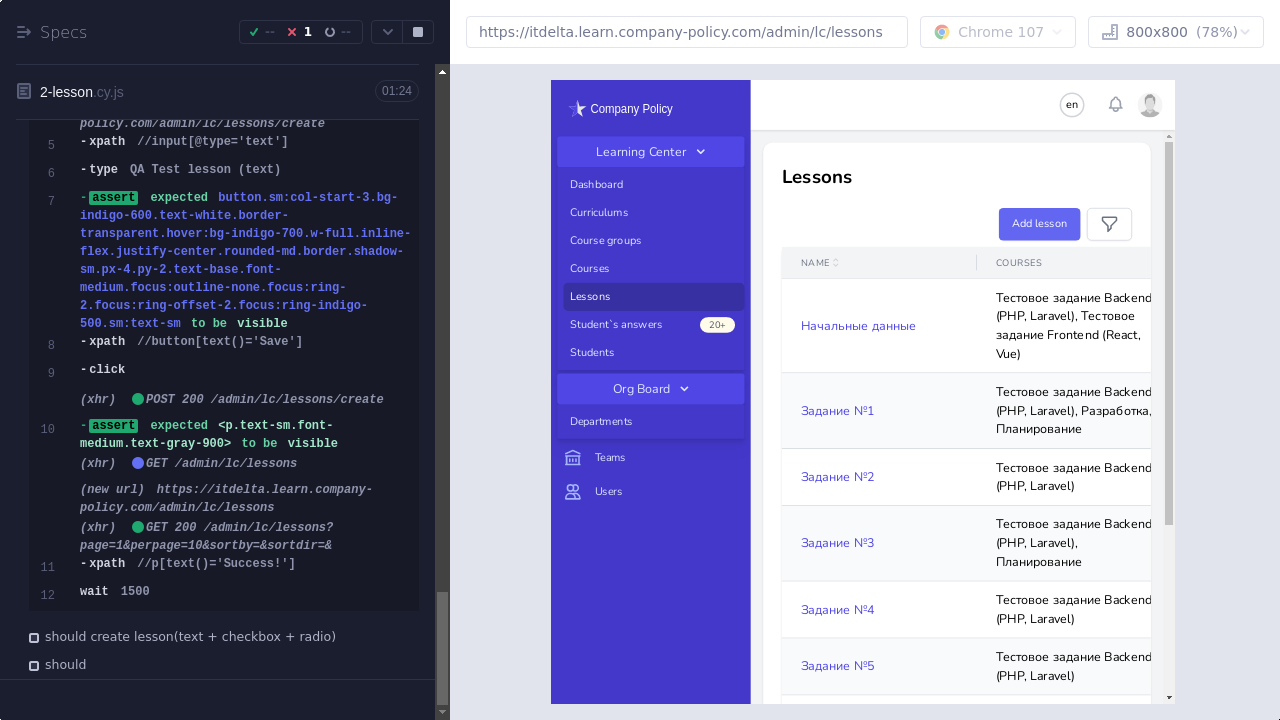 Specs
-- 1 --
2-lesson.cy.js 01:24
policy.com/admin/lc/lessons/create
5 -xpath //input[@type='text']
6 -type QA Test lesson (text)
7 -assert expected button.sm:col-start-3.bg-
indigo-600.text-white.border-
transparent.hover:bg-indigo-700.w-full.inline-
flex.justify-center.rounded-md.border.shadow-
sm.px-4.py-2.text-base.font-
medium.focus:outline-none.focus:ring-
2.focus:ring-offset-2.focus:ring-indigo-
500.sm:text-sm to be visible
8 -xpath //button[text()='Save']
9 -click
(xhr) POST 200 /admin/lc/lessons/create
10 -assert expected <p.text-sm.font-
medium.text-gray-900> to be visible
(xhr) GET /admin/lc/lessons
(new url) https://itdelta.learn.company-
policy.com/admin/lc/lessons
(xhr) GET 200 /admin/lc/lessons?
page=1&perpage=10&sortby=&sortdir=&
11 -xpath //p[text()='Success!']
12 wait 1500
should create lesson(text + checkbox + radio)
should
https://itdelta.learn.company-policy.com/admin/lc/lessons
Chrome 107
800x800 (78%)
Company Policy
Learning Center
Dashboard
Curriculums
Course groups
Courses
Lessons
Student`s answers 20+
Students
Org Board
Departments
Teams
Users
en
Lessons
Add lesson
NAME COURSES
Начальные данные
Тестовое задание Backend
(PHP, Laravel), Тестовое
задание Frontend (React,
Vue)
Задание №1
Тестовое задание Backend
(PHP, Laravel), Разработка,
Планирование
Задание №2
Тестовое задание Backend
(PHP, Laravel)
Задание №3
Тестовое задание Backend
(PHP, Laravel),
Планирование
Задание №4
Тестовое задание Backend
(PHP, Laravel)
Задание №5
Тестовое задание Backend
(PHP, Laravel)